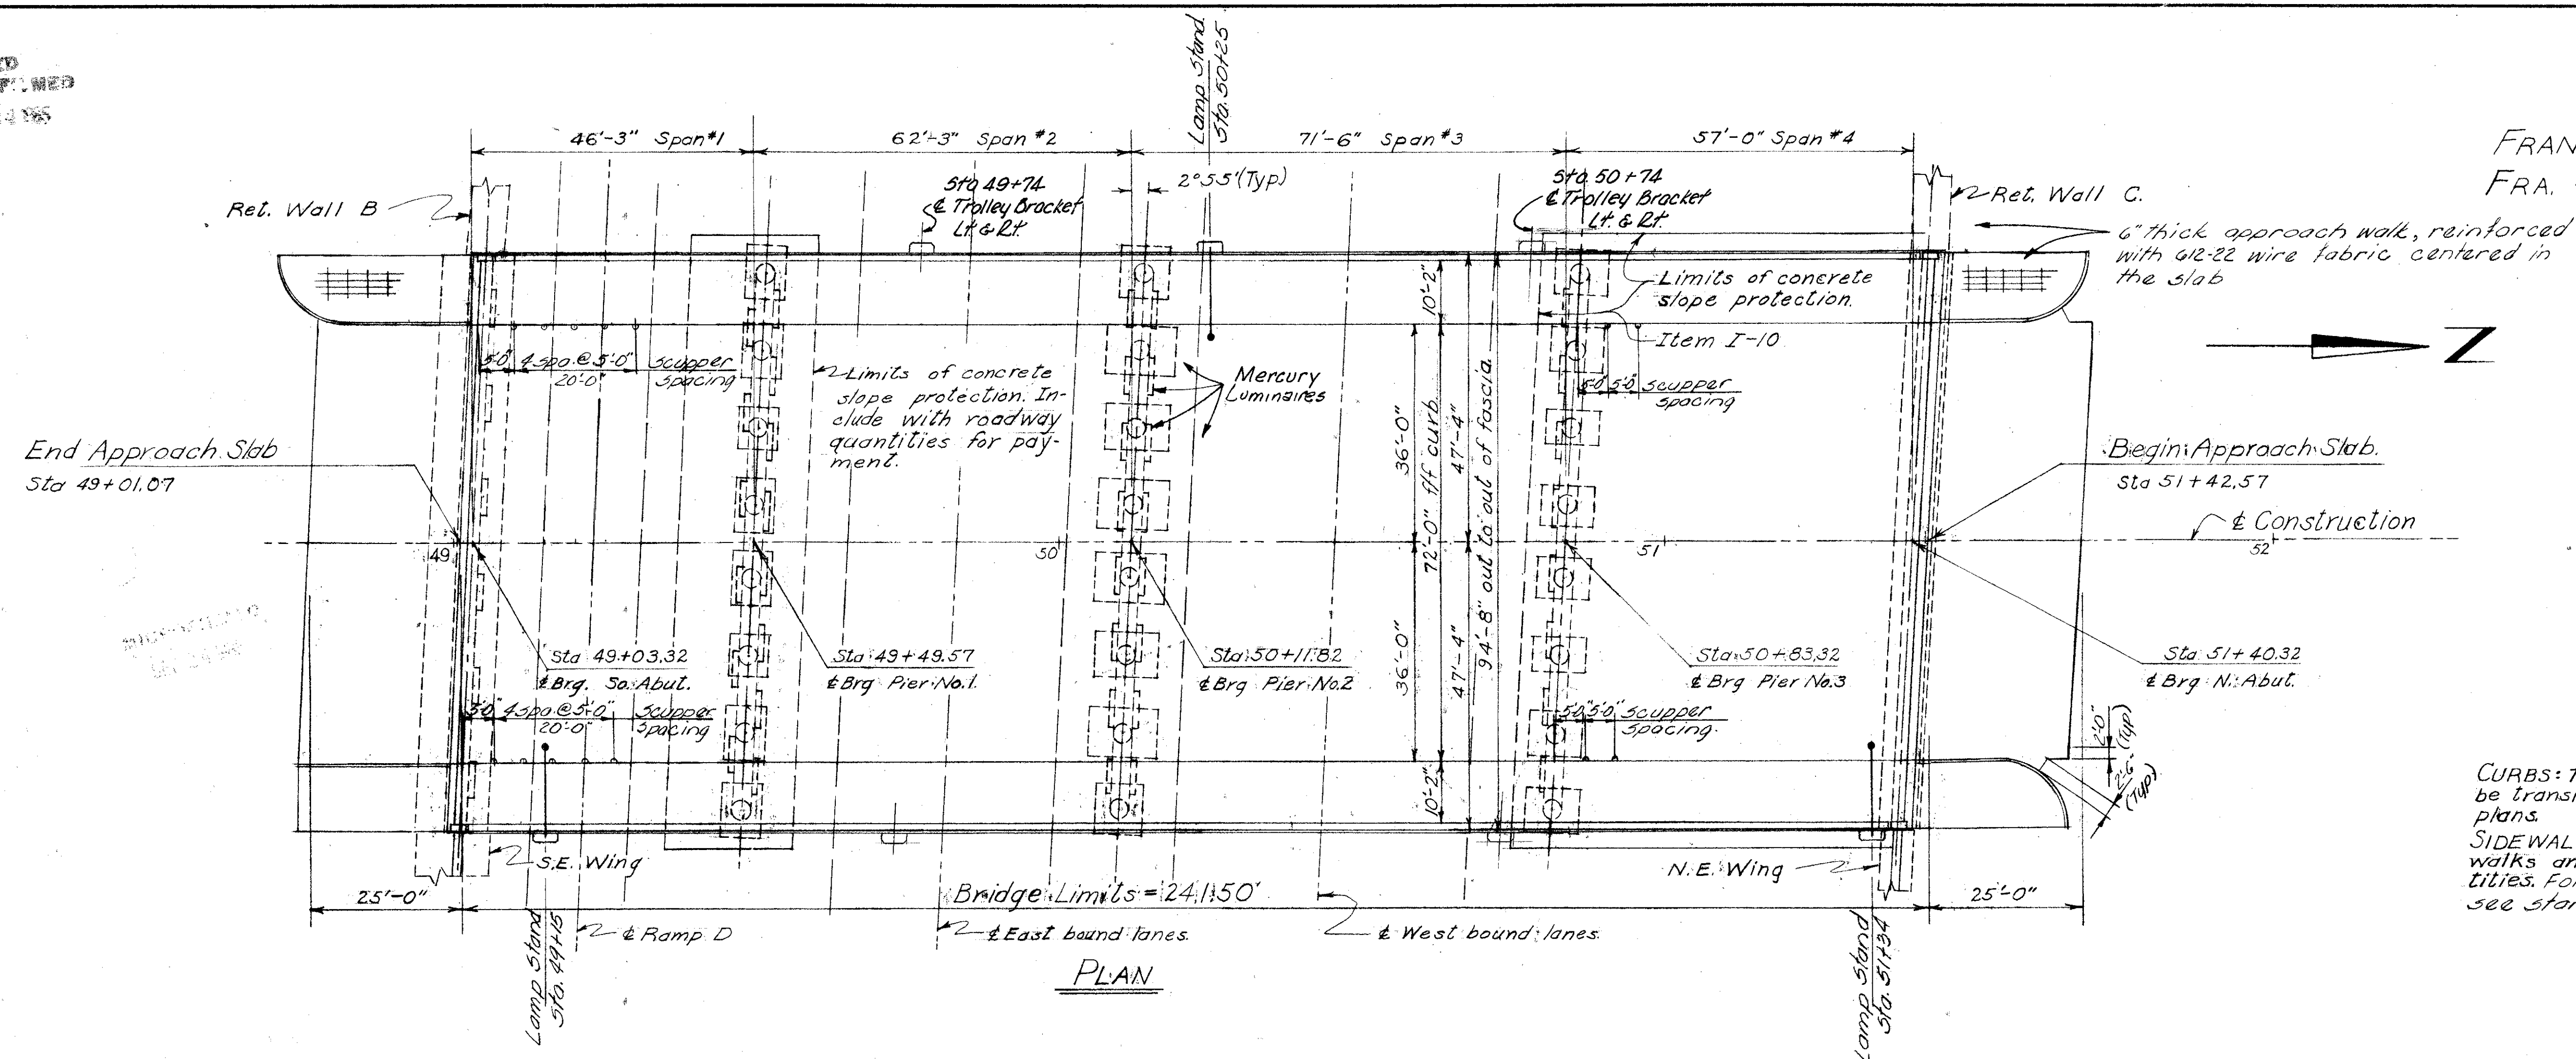 Lamp Stand
Sta. 50+25
46'-3" Span #1
62'-3" Span #2
71'-6" Span #3
57'-0" Span #4
FRAN
FRA.
Ret. Wall B
Sta 49+74
₵ Trolley Bracket
Lt. & Rt.
2°55' (Typ)
Sta. 50+74
₵ Trolley Bracket
Lt. & Rt.
Ret. Wall C.
6" thick approach walk, reinforced
with 612-22 wire fabric centered in
the slab
Limits of concrete
slope protection.
Item I-10
10'-2"
5'-0" 4 spa. @ 5'-0" Scupper
20'-0" Spacing
Limits of concrete
slope protection. In-
clude with roadway
quantities for pay-
ment.
Mercury
Luminaires
5'-0" 5'-0" Scupper
Spacing
Z
36'-0"
72'-0" f/f curb.
47'-4"
94'-8" out to out of fascia.
End Approach Slab
Sta 49+01.07
Begin Approach Slab.
Sta 51+42.57
₵ Construction
49
50
51
52
Sta 49+03.32
₵ Brg. So. Abut.
Sta 49+49.57
₵ Brg Pier No.1.
Sta 50+11.82
₵ Brg Pier No.2
Sta 50+83.32
₵ Brg Pier No.3
Sta 51+40.32
₵ Brg N. Abut.
36'-0"
47'-4"
5'-0" 4 spa. @ 5'-0" Scupper
20'-0" Spacing
5'-0" 5'-0" Scupper
Spacing.
10'-2"
2'-0"
(Typ)
2'-6"
(Typ)
CURBS: T
be transi
plans.
SIDEWAL
walks an
tities. For
see stan
S.E. Wing
N.E. Wing
25'-0"
Bridge Limits = 241.50'
25'-0"
Lamp Stand
Sta. 49+15
₵ Ramp D
₵ East bound lanes.
₵ West bound lanes.
Lamp Stand
Sta. 51+34
PLAN